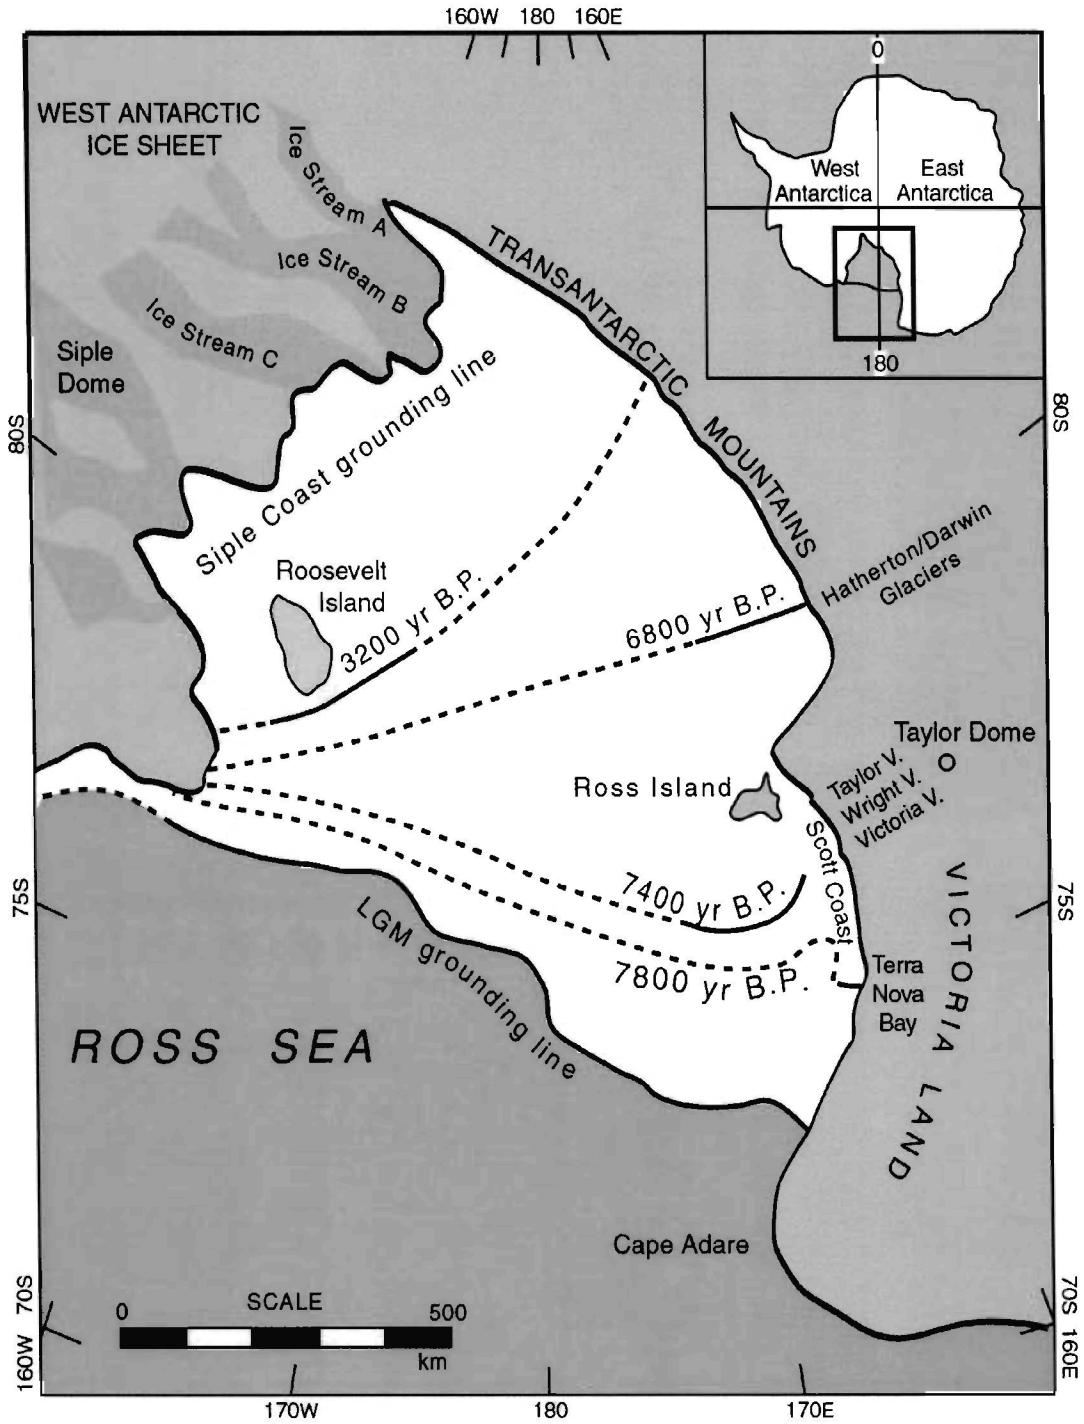 160W 180 160E
WEST ANTARCTIC
ICE SHEET
Ice Stream A
Ice Stream B
Ice Stream C
Siple
Dome
TRANSANTARCTIC MOUNTAINS
0
West
Antarctica
East
Antarctica
180
80S
80S
Siple Coast grounding line
Roosevelt
Island
3200 yr B.P.
6800 yr B.P.
Hatherton/Darwin
Glaciers
Taylor Dome
Taylor V.
Wright V.
Victoria V.
Ross Island
Scott Coast
7400 yr B.P.
7800 yr B.P.
75S
75S
LGM grounding line
Terra
Nova
Bay
VICTORIA LAND
ROSS SEA
Cape Adare
0 SCALE 500
km
70S
160W
70S
160E
170W 180 170E